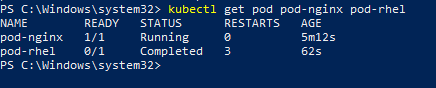 PS C:\Windows\system32> kubectl get pod pod-nginx pod-rhel
NAME        READY   STATUS      RESTARTS   AGE
pod-nginx   1/1     Running     0          5m12s
pod-rhel    0/1     Completed   3          62s
PS C:\Windows\system32>